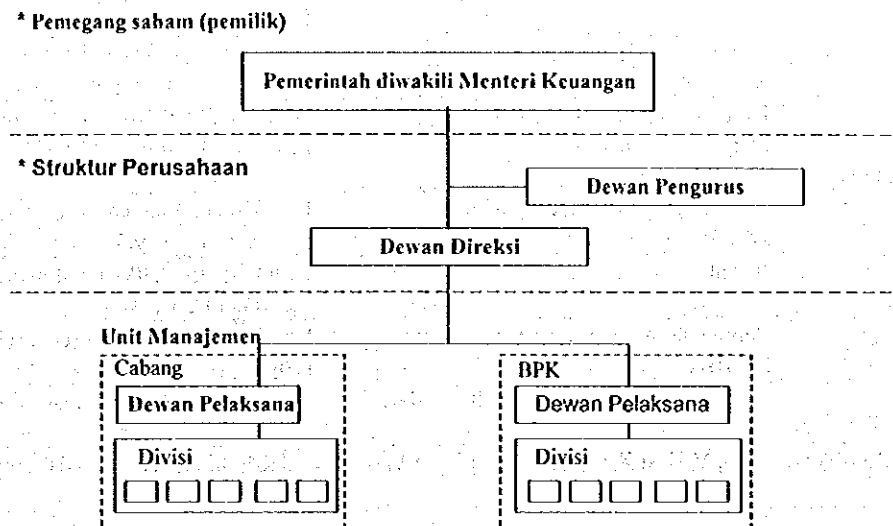 * Pemegang saham (pemilik)
Pemerintah diwakili Menteri Keuangan
* Struktur Perusahaan
Dewan Pengurus
Dewan Direksi
Unit Manajemen
Cabang
Dewan Pelaksana
Divisi
BPK
Dewan Pelaksana
Divisi